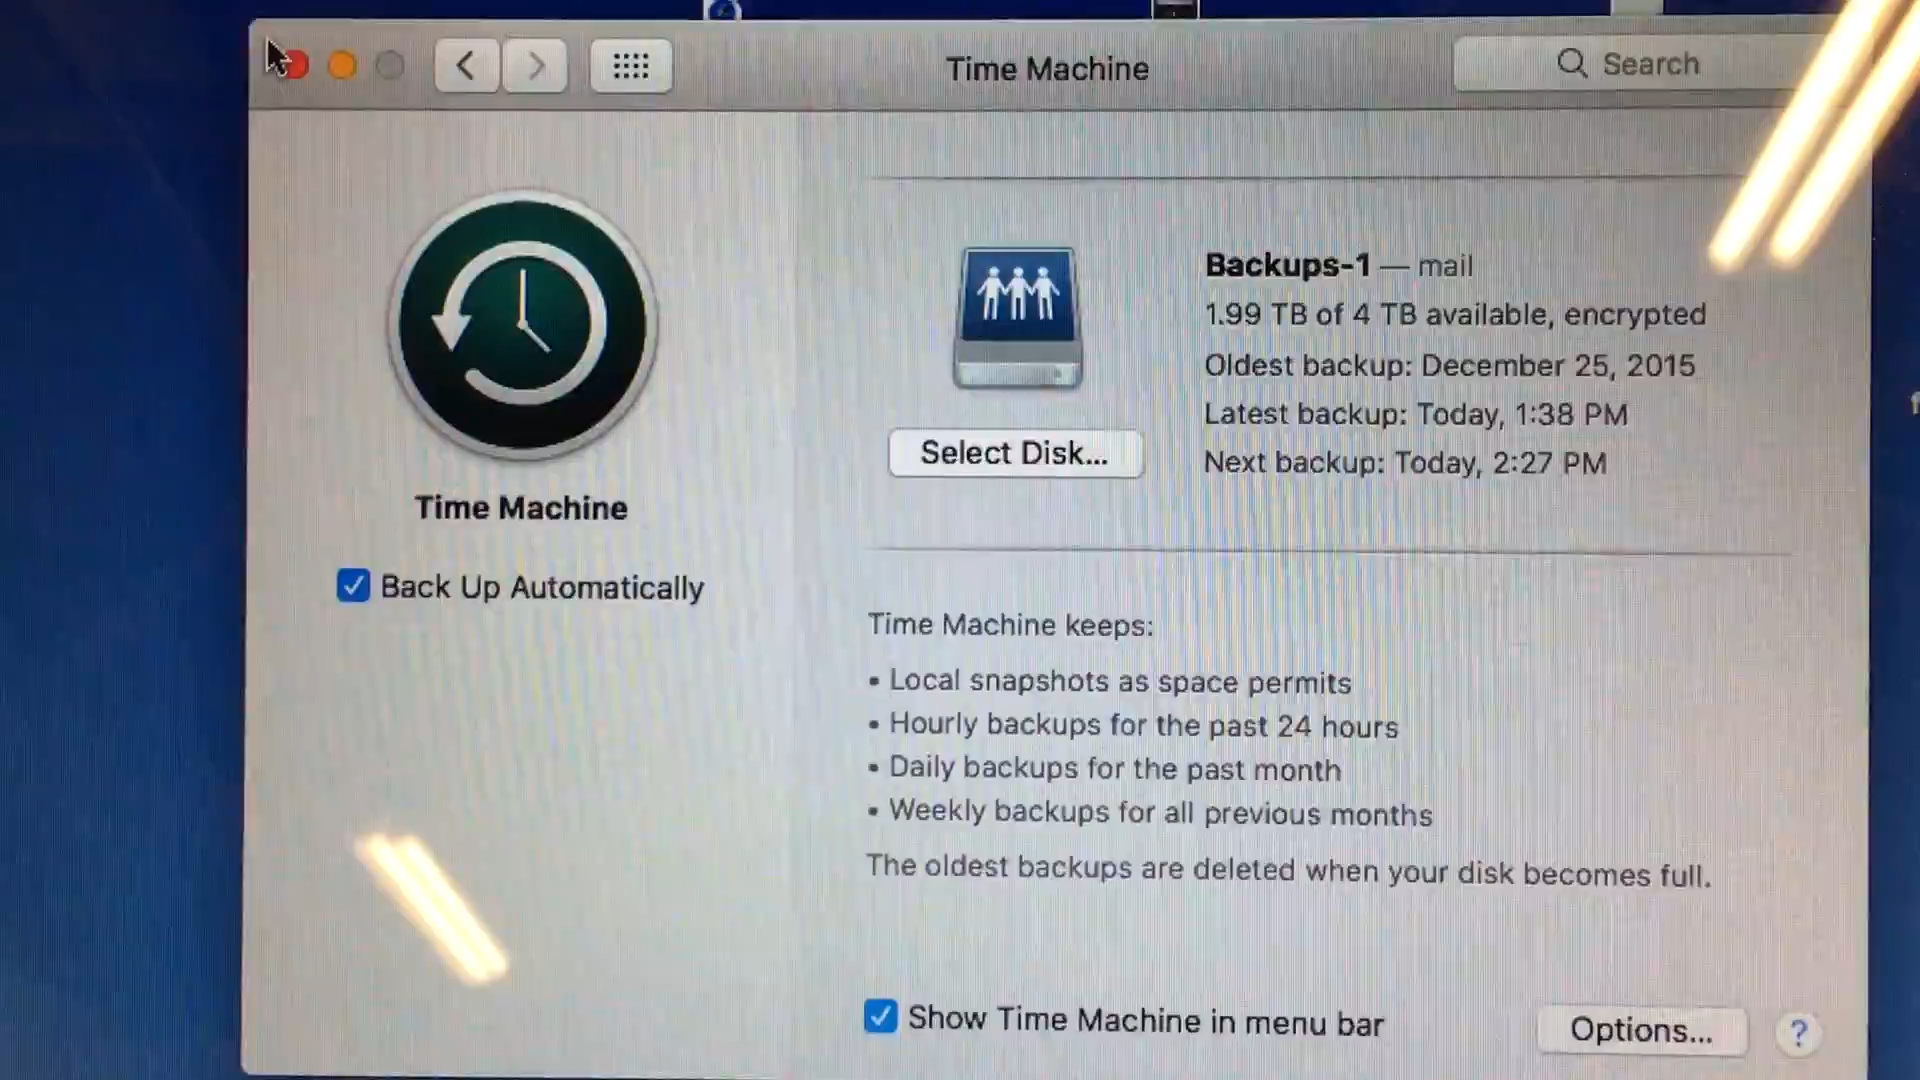 Time Machine
Search
Backups-1 — mail
1.99 TB of 4 TB available, encrypted
Oldest backup: December 25, 2015
Latest backup: Today, 1:38 PM
Next backup: Today, 2:27 PM
Select Disk...
Time Machine
Back Up Automatically
Time Machine keeps:
• Local snapshots as space permits
• Hourly backups for the past 24 hours
• Daily backups for the past month
• Weekly backups for all previous months
The oldest backups are deleted when your disk becomes full.
Show Time Machine in menu bar
Options...
?